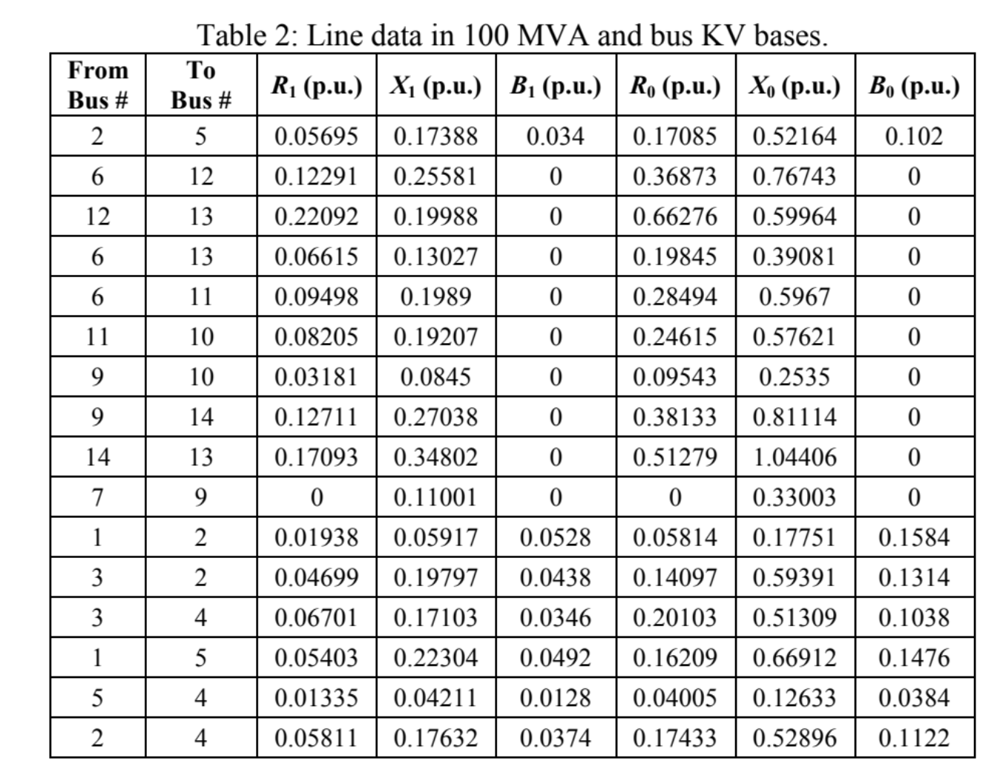 Table 2: Line data in 100 MVA and bus KV bases.
From Bus # To Bus # R1 (p.u.) X1 (p.u.) B1 (p.u.) R0 (p.u.) X0 (p.u.) B0 (p.u.)
2 5 0.05695 0.17388 0.034 0.17085 0.52164 0.102
6 12 0.12291 0.25581 0 0.36873 0.76743 0
12 13 0.22092 0.19988 0 0.66276 0.59964 0
6 13 0.06615 0.13027 0 0.19845 0.39081 0
6 11 0.09498 0.1989 0 0.28494 0.5967 0
11 10 0.08205 0.19207 0 0.24615 0.57621 0
9 10 0.03181 0.0845 0 0.09543 0.2535 0
9 14 0.12711 0.27038 0 0.38133 0.81114 0
14 13 0.17093 0.34802 0 0.51279 1.04406 0
7 9 0 0.11001 0 0 0.33003 0
1 2 0.01938 0.05917 0.0528 0.05814 0.17751 0.1584
3 2 0.04699 0.19797 0.0438 0.14097 0.59391 0.1314
3 4 0.06701 0.17103 0.0346 0.20103 0.51309 0.1038
1 5 0.05403 0.22304 0.0492 0.16209 0.66912 0.1476
5 4 0.01335 0.04211 0.0128 0.04005 0.12633 0.0384
2 4 0.05811 0.17632 0.0374 0.17433 0.52896 0.1122